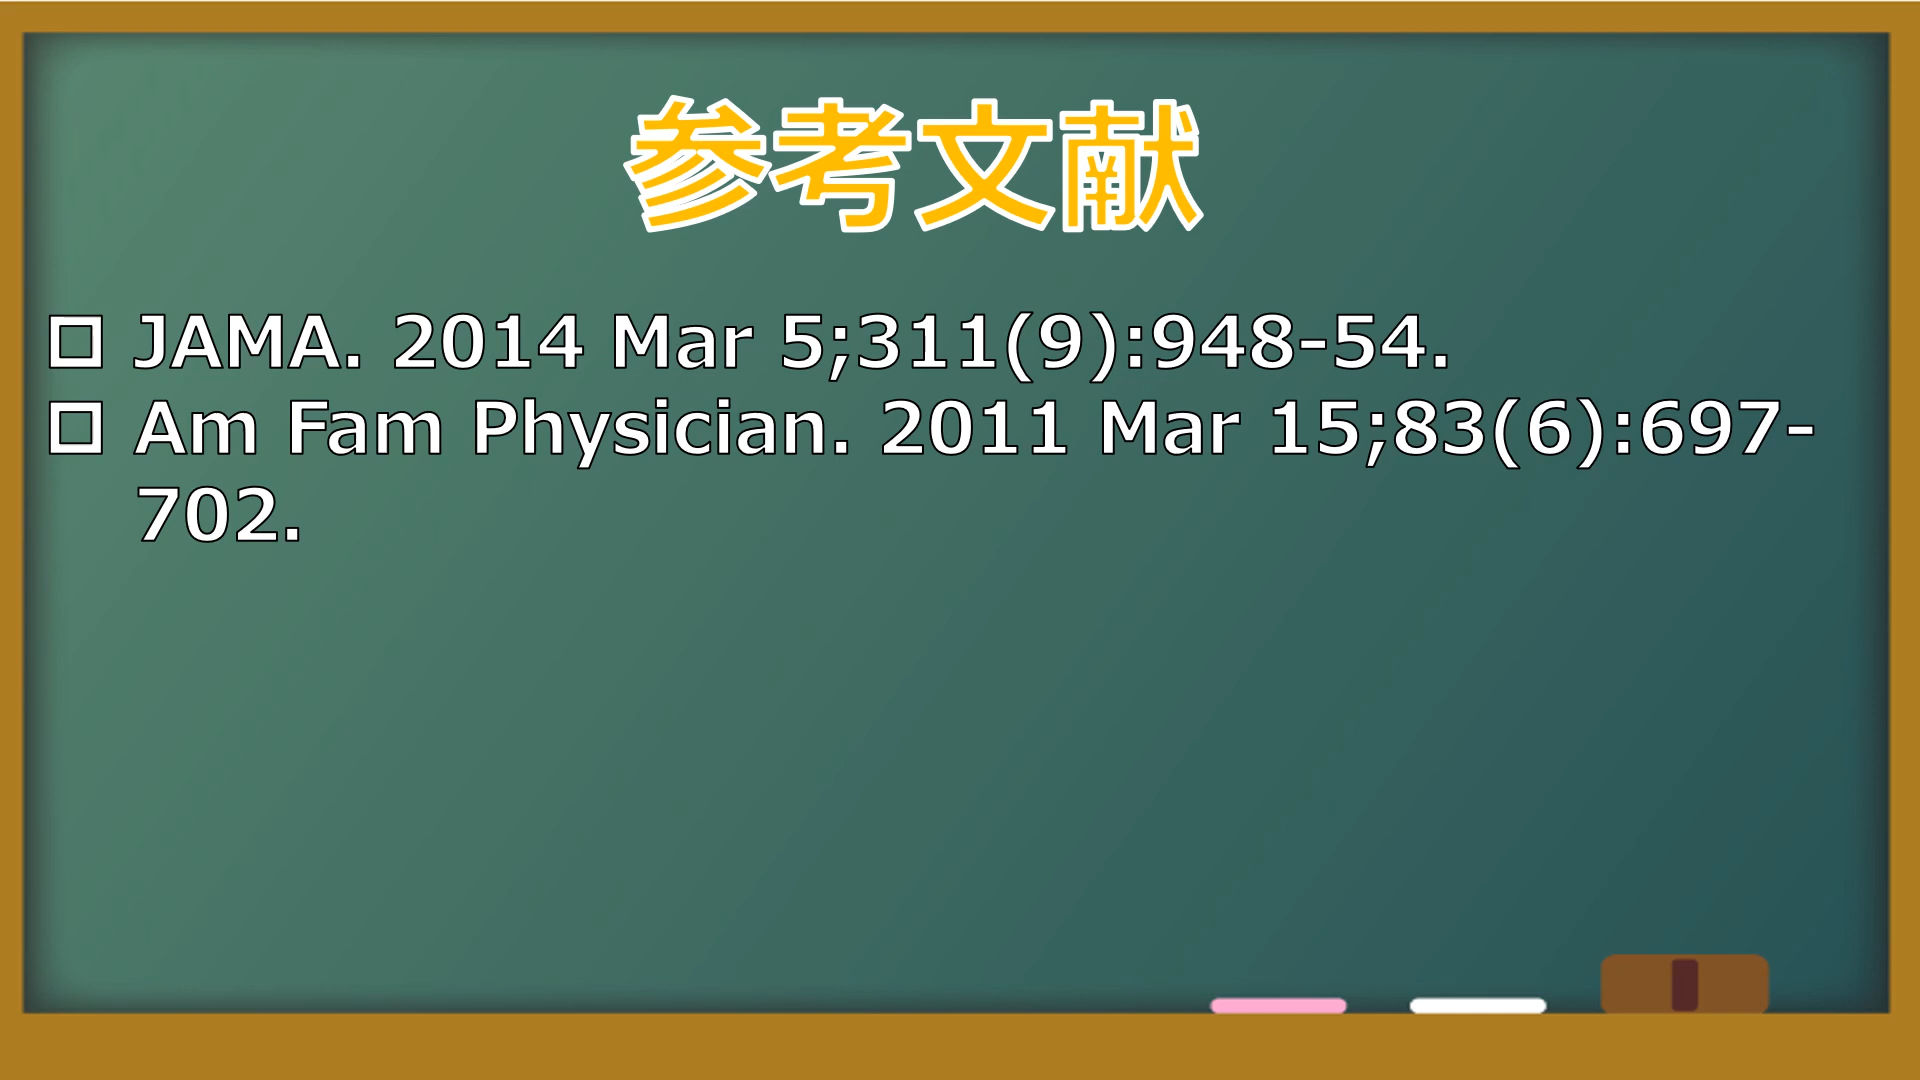 参考文献
□ JAMA. 2014 Mar 5;311(9):948-54.
□ Am Fam Physician. 2011 Mar 15;83(6):697-
702.